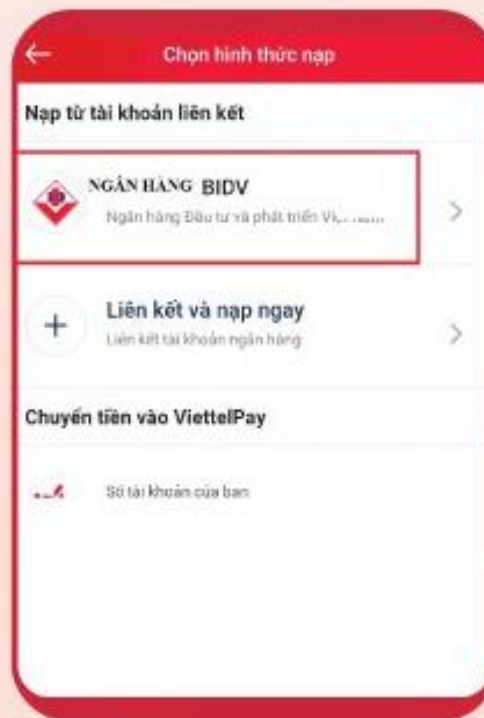 Chọn hình thức nạp
Nạp từ tài khoản liên kết
NGÂN HÀNG BIDV
Ngân hàng Đầu tư và phát triển
Liên kết và nạp ngay
Liên kết tài khoản ngân hàng
Chuyển tiền vào ViettelPay
Số tài khoản của bạn